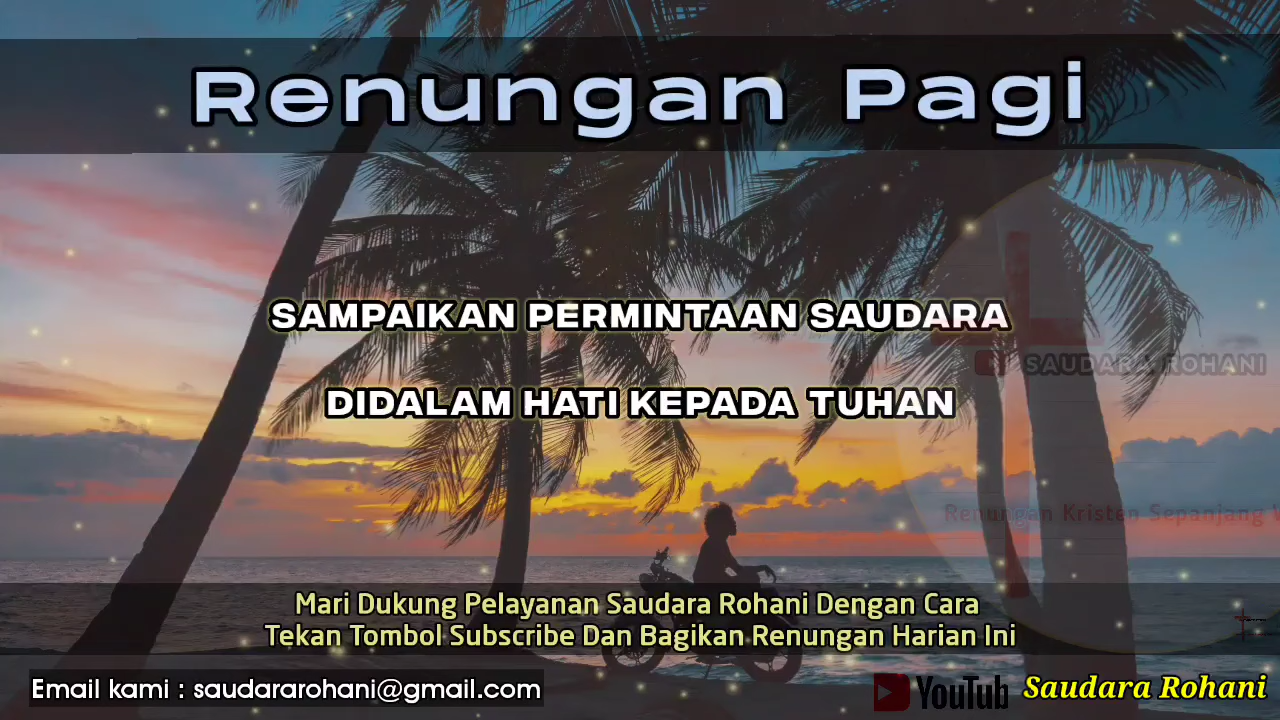 Renungan Pagi
SAMPAIKAN PERMINTAAN SAUDARA
SAUDARA ROHANI
DIDALAM HATI KEPADA TUHAN
Renungan Kristen Sepanjang
Mari Dukung Pelayanan Saudara Rohani Dengan Cara
Tekan Tombol Subscribe Dan Bagikan Renungan Harian Ini
Email kami : saudararohani@gmail.com
YouTub
Saudara Rohani